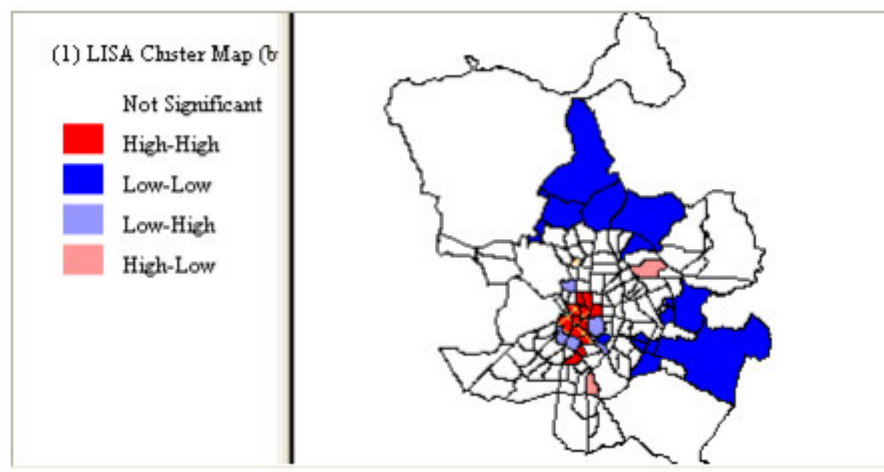 (1) LISA Cluster Map (b
Not Significant
High-High
Low-Low
Low-High
High-Low